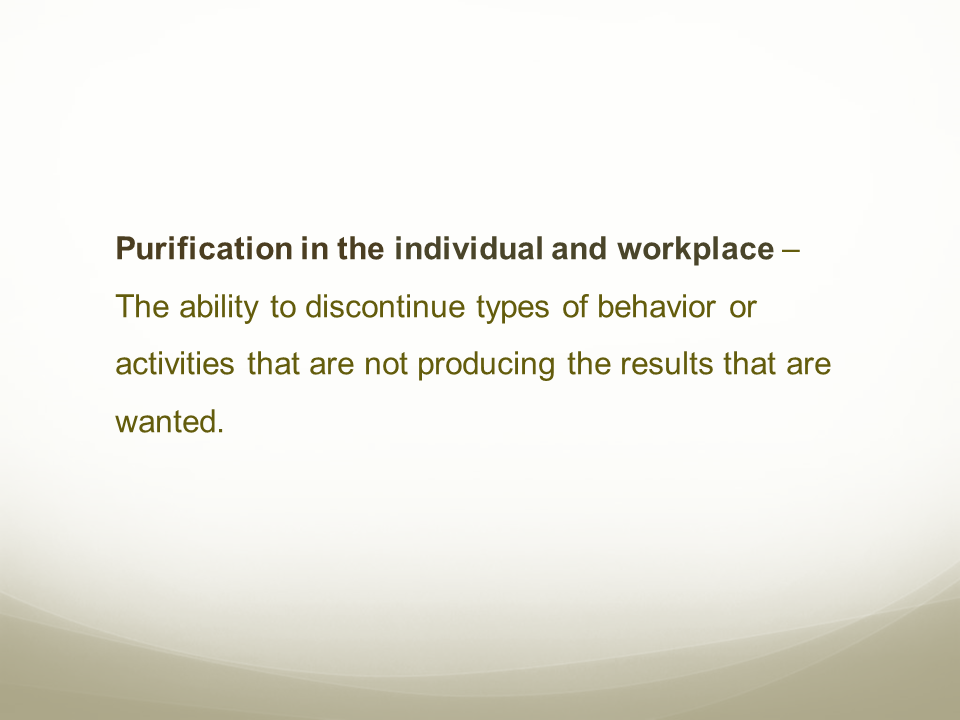 Purification in the individual and workplace –
The ability to discontinue types of behavior or
activities that are not producing the results that are
wanted.